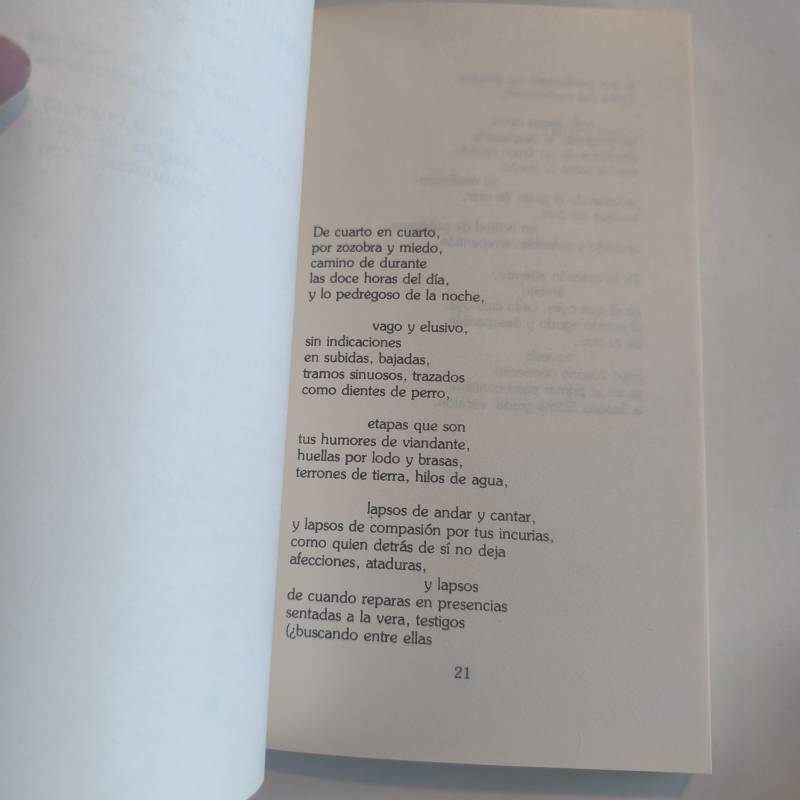 De cuarto en cuarto,
por zozobra y miedo,
camino de durante
las doce horas del día,
y lo pedregoso de la noche,
vago y elusivo,
sin indicaciones
en subidas, bajadas,
tramos sinuosos, trazados
como dientes de perro,
etapas que son
tus humores de viandante,
huellas por lodo y brasas,
terrones de tierra, hilos de agua,
lapsos de andar y cantar,
y lapsos de compasión por tus incurias,
como quien detrás de sí no deja
afecciones, ataduras,
y lapsos
de cuando reparas en presencias
sentadas a la vera, testigos
(¿buscando entre ellas
21